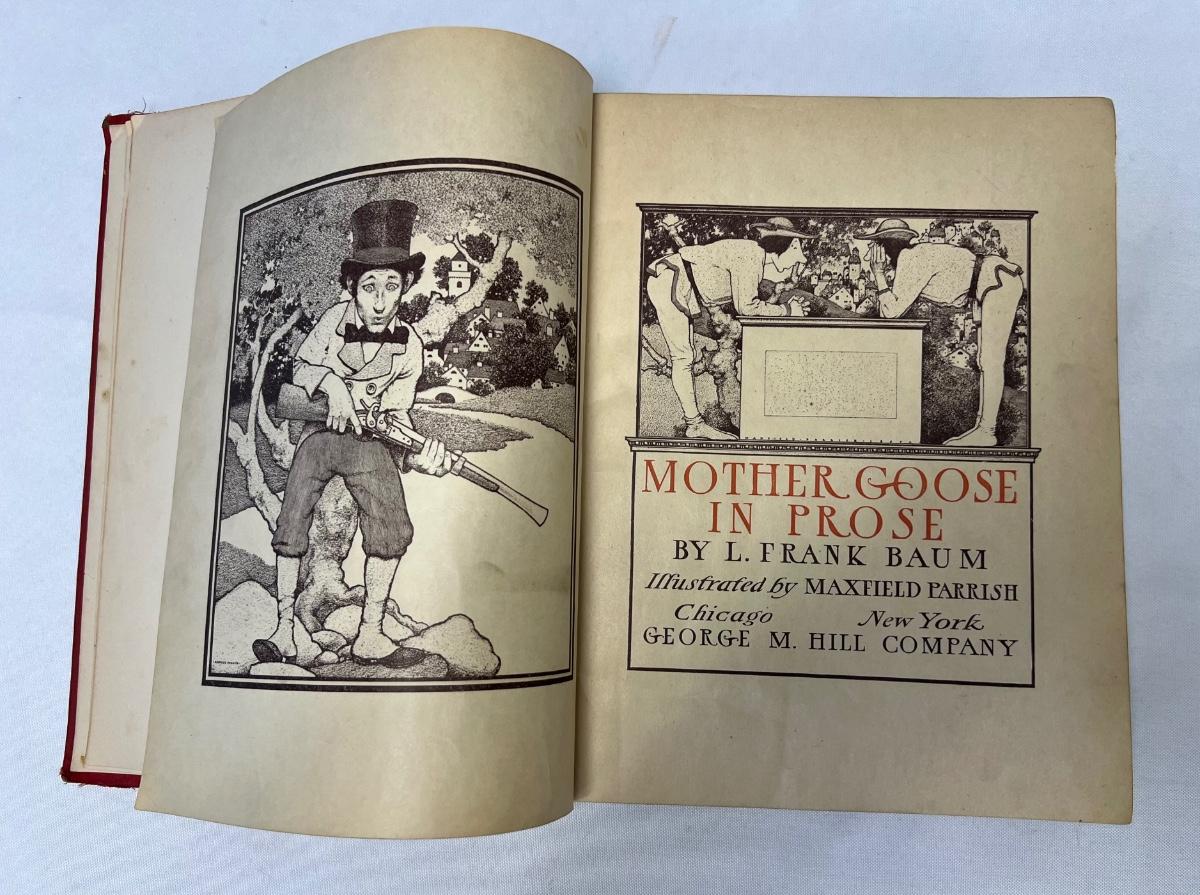 MOTHER GOOSE
IN PROSE
BY L. FRANK BAUM
Illustrated by MAXFIELD PARRISH
Chicago New York
GEORGE M. HILL COMPANY